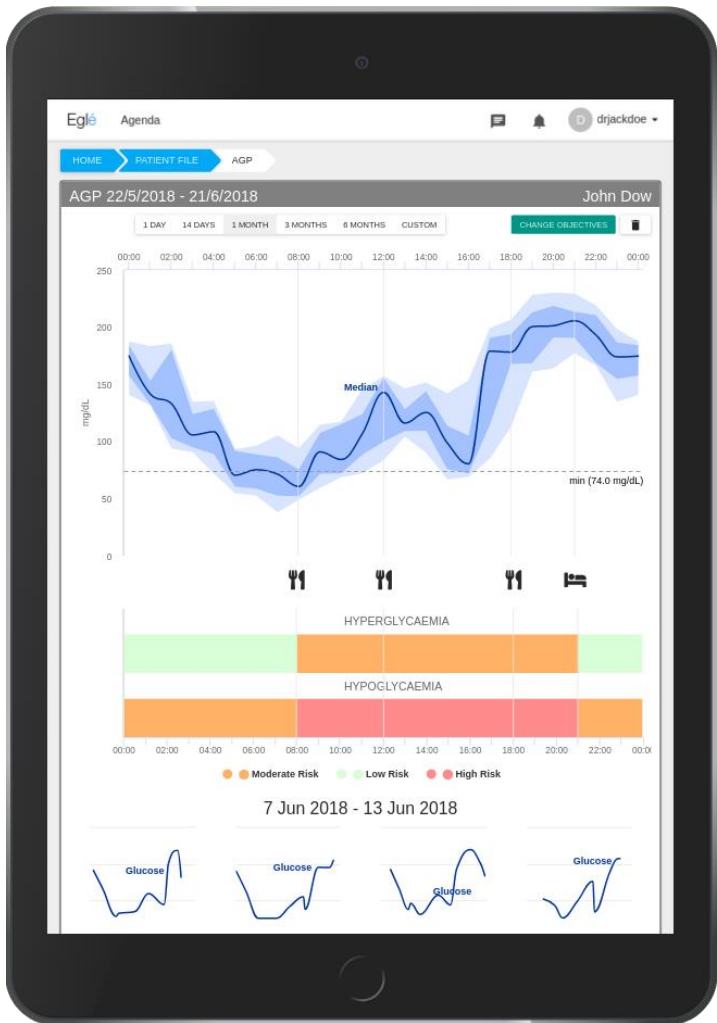 Eglé Agenda D drjackdoe
HOME PATIENT FILE AGP
AGP 22/5/2018 - 21/6/2018 John Dow
1 DAY 14 DAYS 1 MONTH 3 MONTHS 6 MONTHS CUSTOM CHANGE OBJECTIVES
00:00 02:00 04:00 06:00 08:00 10:00 12:00 14:00 16:00 18:00 20:00 22:00 00:00
250
200
150
Median
mg/dL
100
min (74.0 mg/dL)
50
0
HYPERGLYCAEMIA
HYPOGLYCAEMIA
00:00 02:00 04:00 06:00 08:00 10:00 12:00 14:00 16:00 18:00 20:00 22:00 00:0
Moderate Risk Low Risk High Risk
7 Jun 2018 - 13 Jun 2018
Glucose Glucose Glucose Glucose